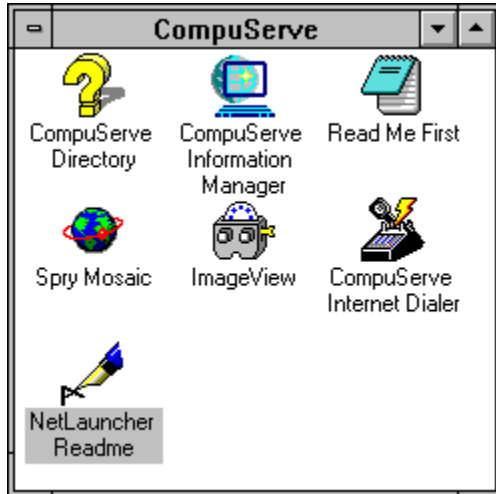 CompuServe
CompuServe
Directory
CompuServe
Information
Manager
Read Me First
Spry Mosaic
ImageView
CompuServe
Internet Dialer
NetLauncher
Readme